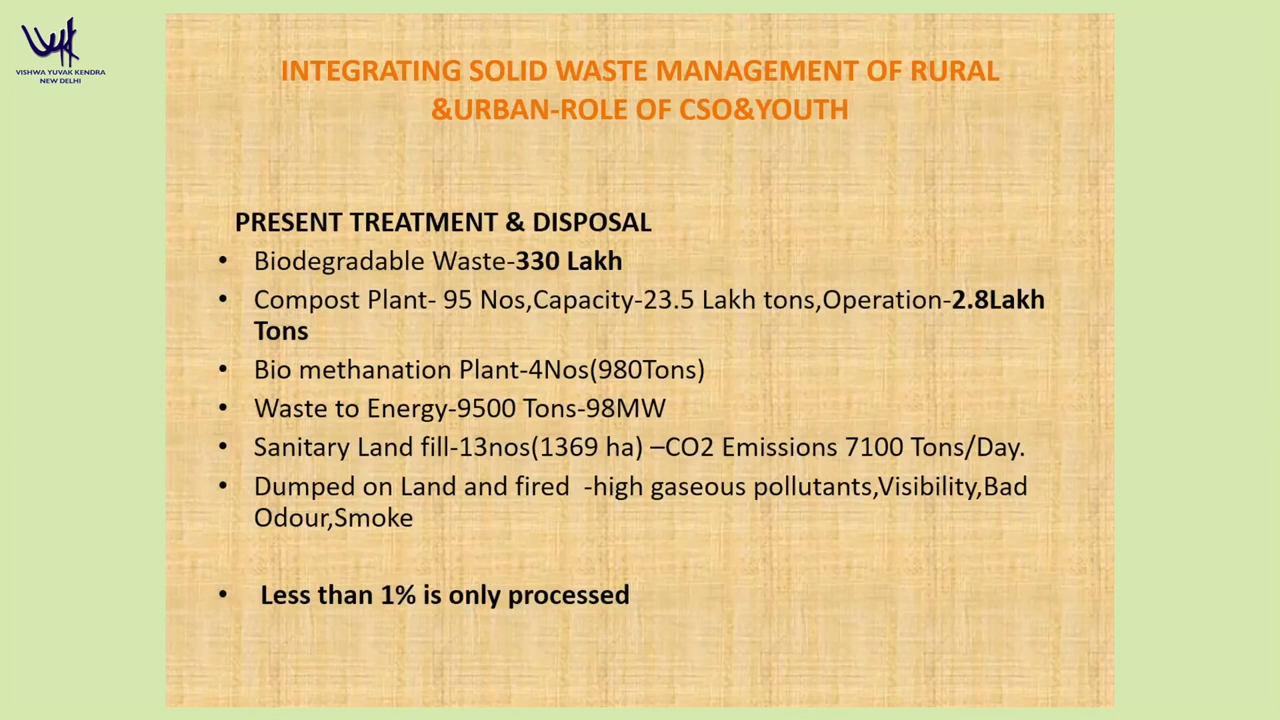 VISHWA YUVAK KENDRA
NEW DELHI
INTEGRATING SOLID WASTE MANAGEMENT OF RURAL
&URBAN-ROLE OF CSO&YOUTH
PRESENT TREATMENT & DISPOSAL
• Biodegradable Waste-330 Lakh
• Compost Plant- 95 Nos,Capacity-23.5 Lakh tons,Operation-2.8Lakh
Tons
• Bio methanation Plant-4Nos(980Tons)
• Waste to Energy-9500 Tons-98MW
• Sanitary Land fill-13nos(1369 ha) –CO2 Emissions 7100 Tons/Day.
• Dumped on Land and fired -high gaseous pollutants,Visibility,Bad
Odour,Smoke
• Less than 1% is only processed